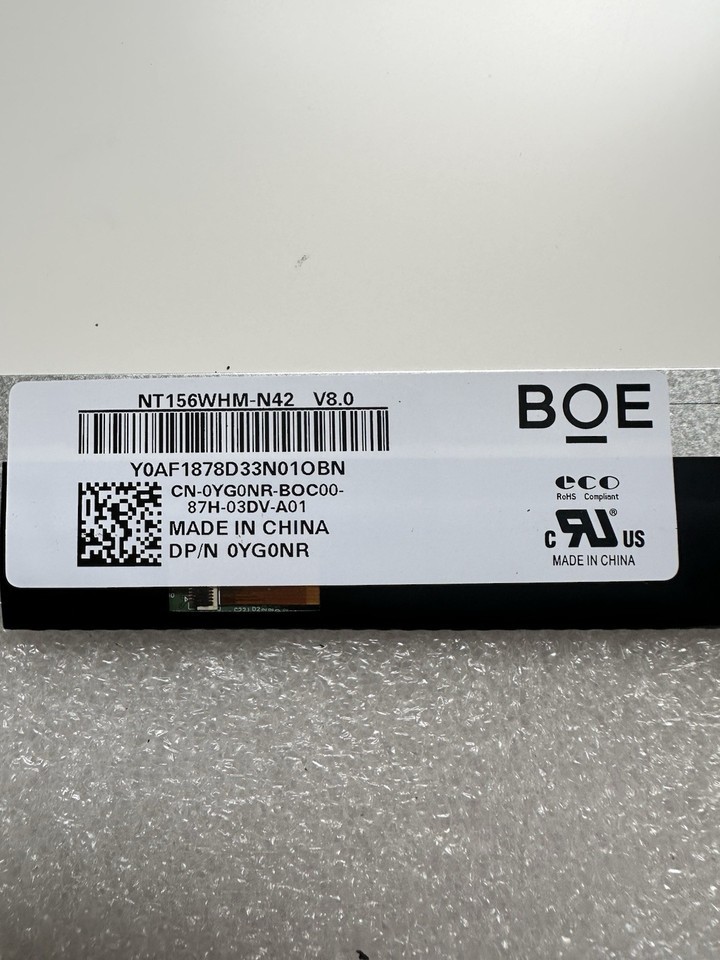 NT156WHM-N42 V8.0
BOE
Y0AF1878D33N01OBN
CN-0YG0NR-BOC00-
87H-03DV-A01
MADE IN CHINA
DP/N 0YG0NR
eco
RoHS Compliant
c RU ® US
MADE IN CHINA